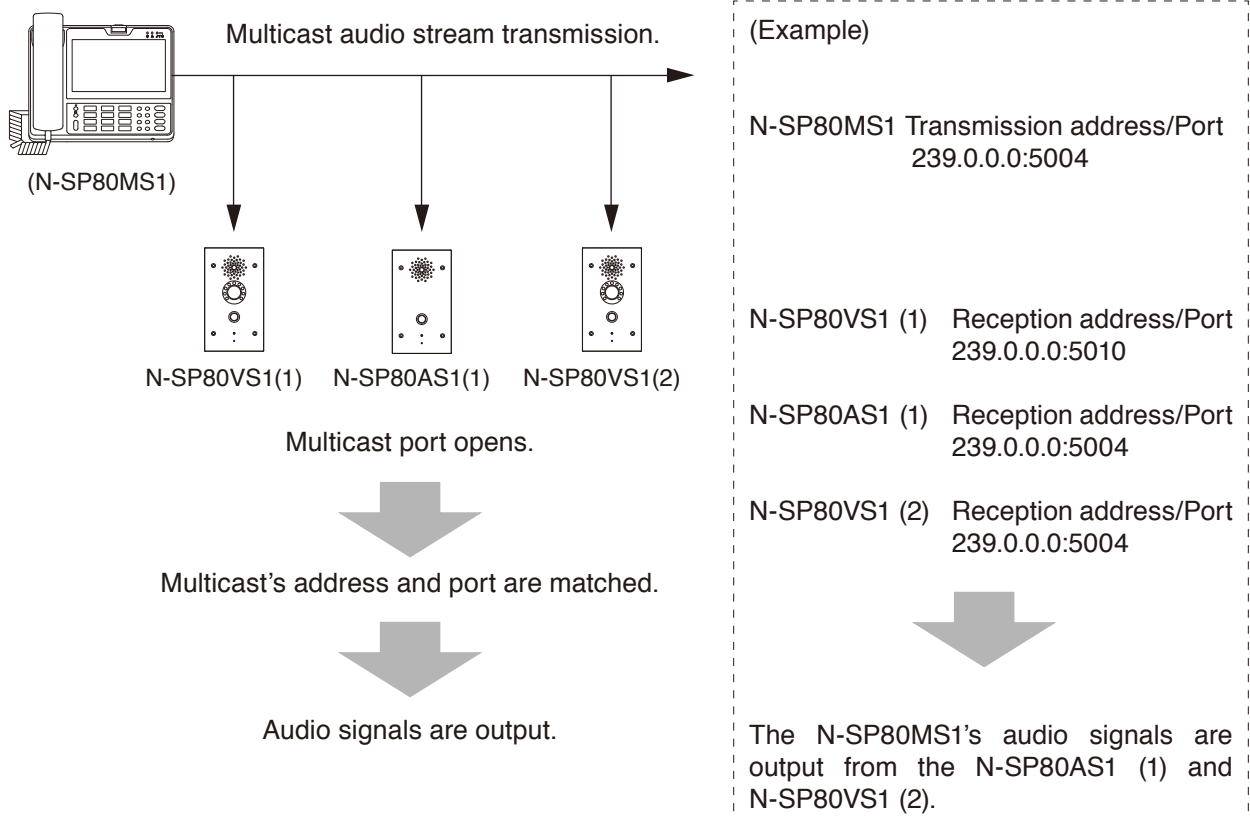 Multicast audio stream transmission.
(N-SP80MS1)
N-SP80VS1(1) N-SP80AS1(1) N-SP80VS1(2)
Multicast port opens.
Multicast’s address and port are matched.
Audio signals are output.
(Example)
N-SP80MS1 Transmission address/Port
239.0.0.0:5004
N-SP80VS1 (1) Reception address/Port
239.0.0.0:5010
N-SP80AS1 (1) Reception address/Port
239.0.0.0:5004
N-SP80VS1 (2) Reception address/Port
239.0.0.0:5004
The N-SP80MS1’s audio signals are
output from the N-SP80AS1 (1) and
N-SP80VS1 (2).